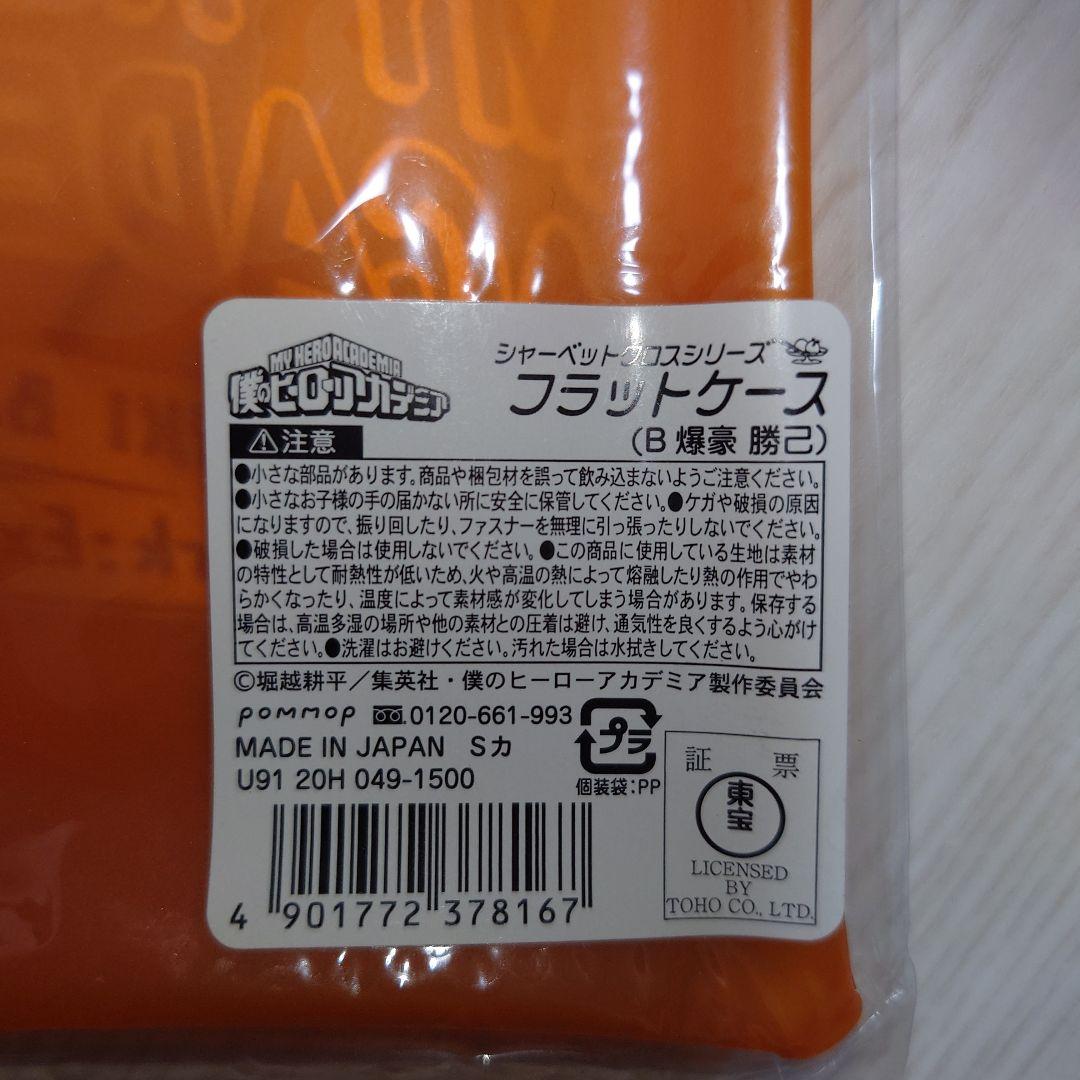 MY HERO ACADEMIA
僕のヒーローアカデミア
シャーベットクロスシリーズ
フラットケース
(B 爆豪 勝己)
⚠注意
●小さな部品があります。商品や梱包材を誤って飲み込まないようご注意ください。
●小さなお子様の手の届かない所に安全に保管してください。●ケガや破損の原因
になりますので、振り回したり、ファスナーを無理に引っ張ったりしないでください。
●破損した場合は使用しないでください。●この商品に使用している生地は素材
の特性として耐熱性が低いため、火や高温の熱によって熔融したり熱の作用でやわ
らかくなったり、温度によって素材感が変化してしまう場合があります。保存する
場合は、高温多湿の場所や他の素材との圧着は避け、通気性を良くするよう心がけ
てください。●洗濯はお避けください。汚れた場合は水拭きしてください。
©堀越耕平／集英社・僕のヒーローアカデミア製作委員会
pommop 0120-661-993
MADE IN JAPAN Sカ
U91 20H 049-1500
プラ
個装袋:PP
証 票
東宝
LICENSED
BY
TOHO CO., LTD.
4 901772 378167